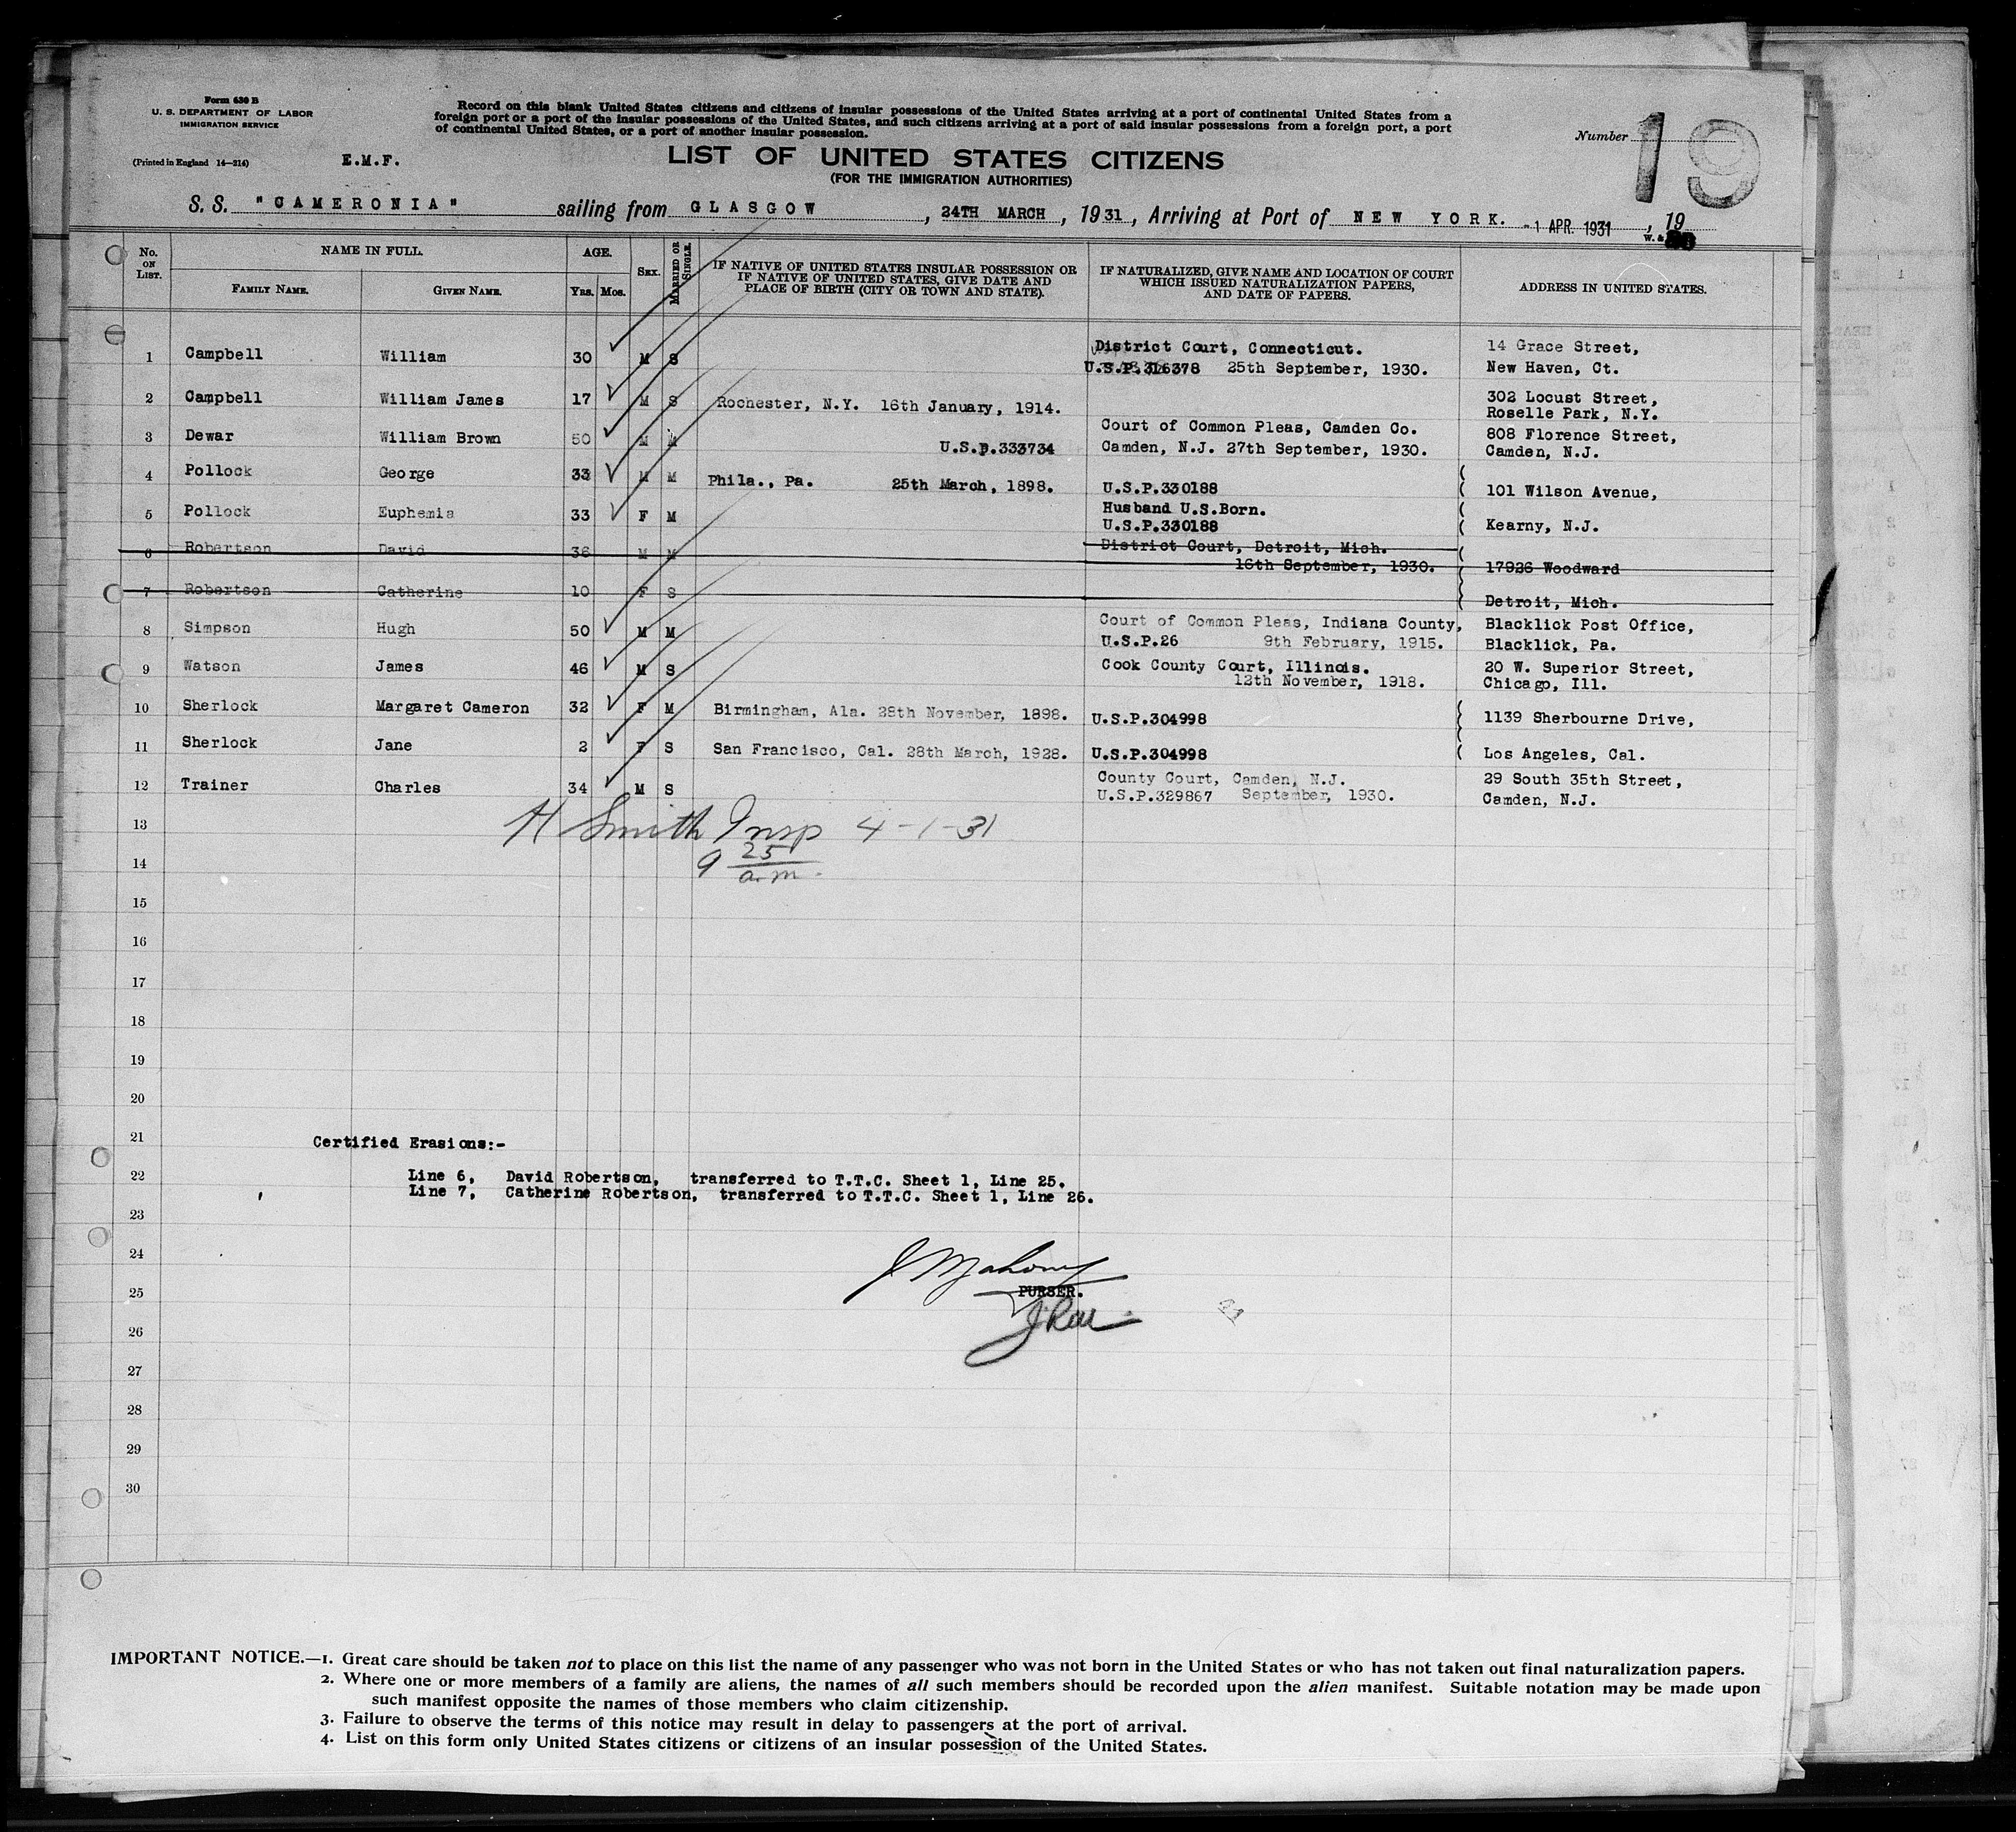 Form 630 B
U. S. DEPARTMENT OF LABOR
IMMIGRATION SERVICE
(Printed in England 14—214)
E.M.F.
Record on this blank United States citizens and citizens of insular possessions of the United States arriving at a port of continental United States from a
foreign port or a port of the insular possessions of the United States, and such citizens arriving at a port of said insular possessions from a foreign port, a port
of continental United States, or a port of another insular possession.
Number 19
LIST OF UNITED STATES CITIZENS
(FOR THE IMMIGRATION AUTHORITIES)
S. S. "CAMERONIA" sailing from GLASGOW, 24TH MARCH, 1931, Arriving at Port of NEW YORK. -1 APR. 1931, 19
No. ON LIST. NAME IN FULL. FAMILY NAME. GIVEN NAME. AGE. Yrs. Mos. SEX. MARRIED OR SINGLE. IF NATIVE OF UNITED STATES INSULAR POSSESSION OR IF NATIVE OF UNITED STATES, GIVE DATE AND PLACE OF BIRTH (CITY OR TOWN AND STATE). IF NATURALIZED, GIVE NAME AND LOCATION OF COURT WHICH ISSUED NATURALIZATION PAPERS, AND DATE OF PAPERS. ADDRESS IN UNITED STATES.
1 Campbell William 30 M S District Court, Connecticut. 14 Grace Street,
U.S.P.316378 25th September, 1930. New Haven, Ct.
2 Campbell William James 17 M S Rochester, N.Y. 16th January, 1914. 302 Locust Street,
Roselle Park, N.Y.
3 Dewar William Brown 50 M M Court of Common Pleas, Camden Co. 808 Florence Street,
U.S.P.333734 Camden, N.J. 27th September, 1930. Camden, N.J.
4 Pollock George 33 M M Phila., Pa. 25th March, 1898. U.S.P.330188 101 Wilson Avenue,
5 Pollock Euphemia 33 F M Husband U.S.Born.
U.S.P.330188 Kearny, N.J.
6 Robertson David 36 M M District Court, Detroit, Mich.
16th September, 1930. 17926 Woodward
7 Robertson Catherine 10 F S Detroit, Mich.
8 Simpson Hugh 50 M M Court of Common Pleas, Indiana County, Blacklick Post Office,
U.S.P.26 9th February, 1915. Blacklick, Pa.
9 Watson James 46 M S Cook County Court, Illinois. 20 W. Superior Street,
12th November, 1918. Chicago, Ill.
10 Sherlock Margaret Cameron 32 F M Birmingham, Ala. 28th November, 1898. U.S.P.304998 1139 Sherbourne Drive,
11 Sherlock Jane 2 F S San Francisco, Cal. 28th March, 1928. U.S.P.304998 Los Angeles, Cal.
12 Trainer Charles 34 M S County Court, Camden, N.J. 29 South 35th Street,
U.S.P.329867 September, 1930. Camden, N.J.
13 H Smith Insp 4-1-31
14 9 25 a.m.
15
16
17
18
19
20
21 Certified Erasions:-
22 Line 6, David Robertson, transferred to T.T.C. Sheet 1, Line 25.
Line 7, Catherine Robertson, transferred to T.T.C. Sheet 1, Line 26.
23
24 J Mahony
25 PURSER.
26
27
28
29
30
IMPORTANT NOTICE.—1. Great care should be taken not to place on this list the name of any passenger who was not born in the United States or who has not taken out final naturalization papers.
2. Where one or more members of a family are aliens, the names of all such members should be recorded upon the alien manifest. Suitable notation may be made upon
such manifest opposite the names of those members who claim citizenship.
3. Failure to observe the terms of this notice may result in delay to passengers at the port of arrival.
4. List on this form only United States citizens or citizens of an insular possession of the United States.